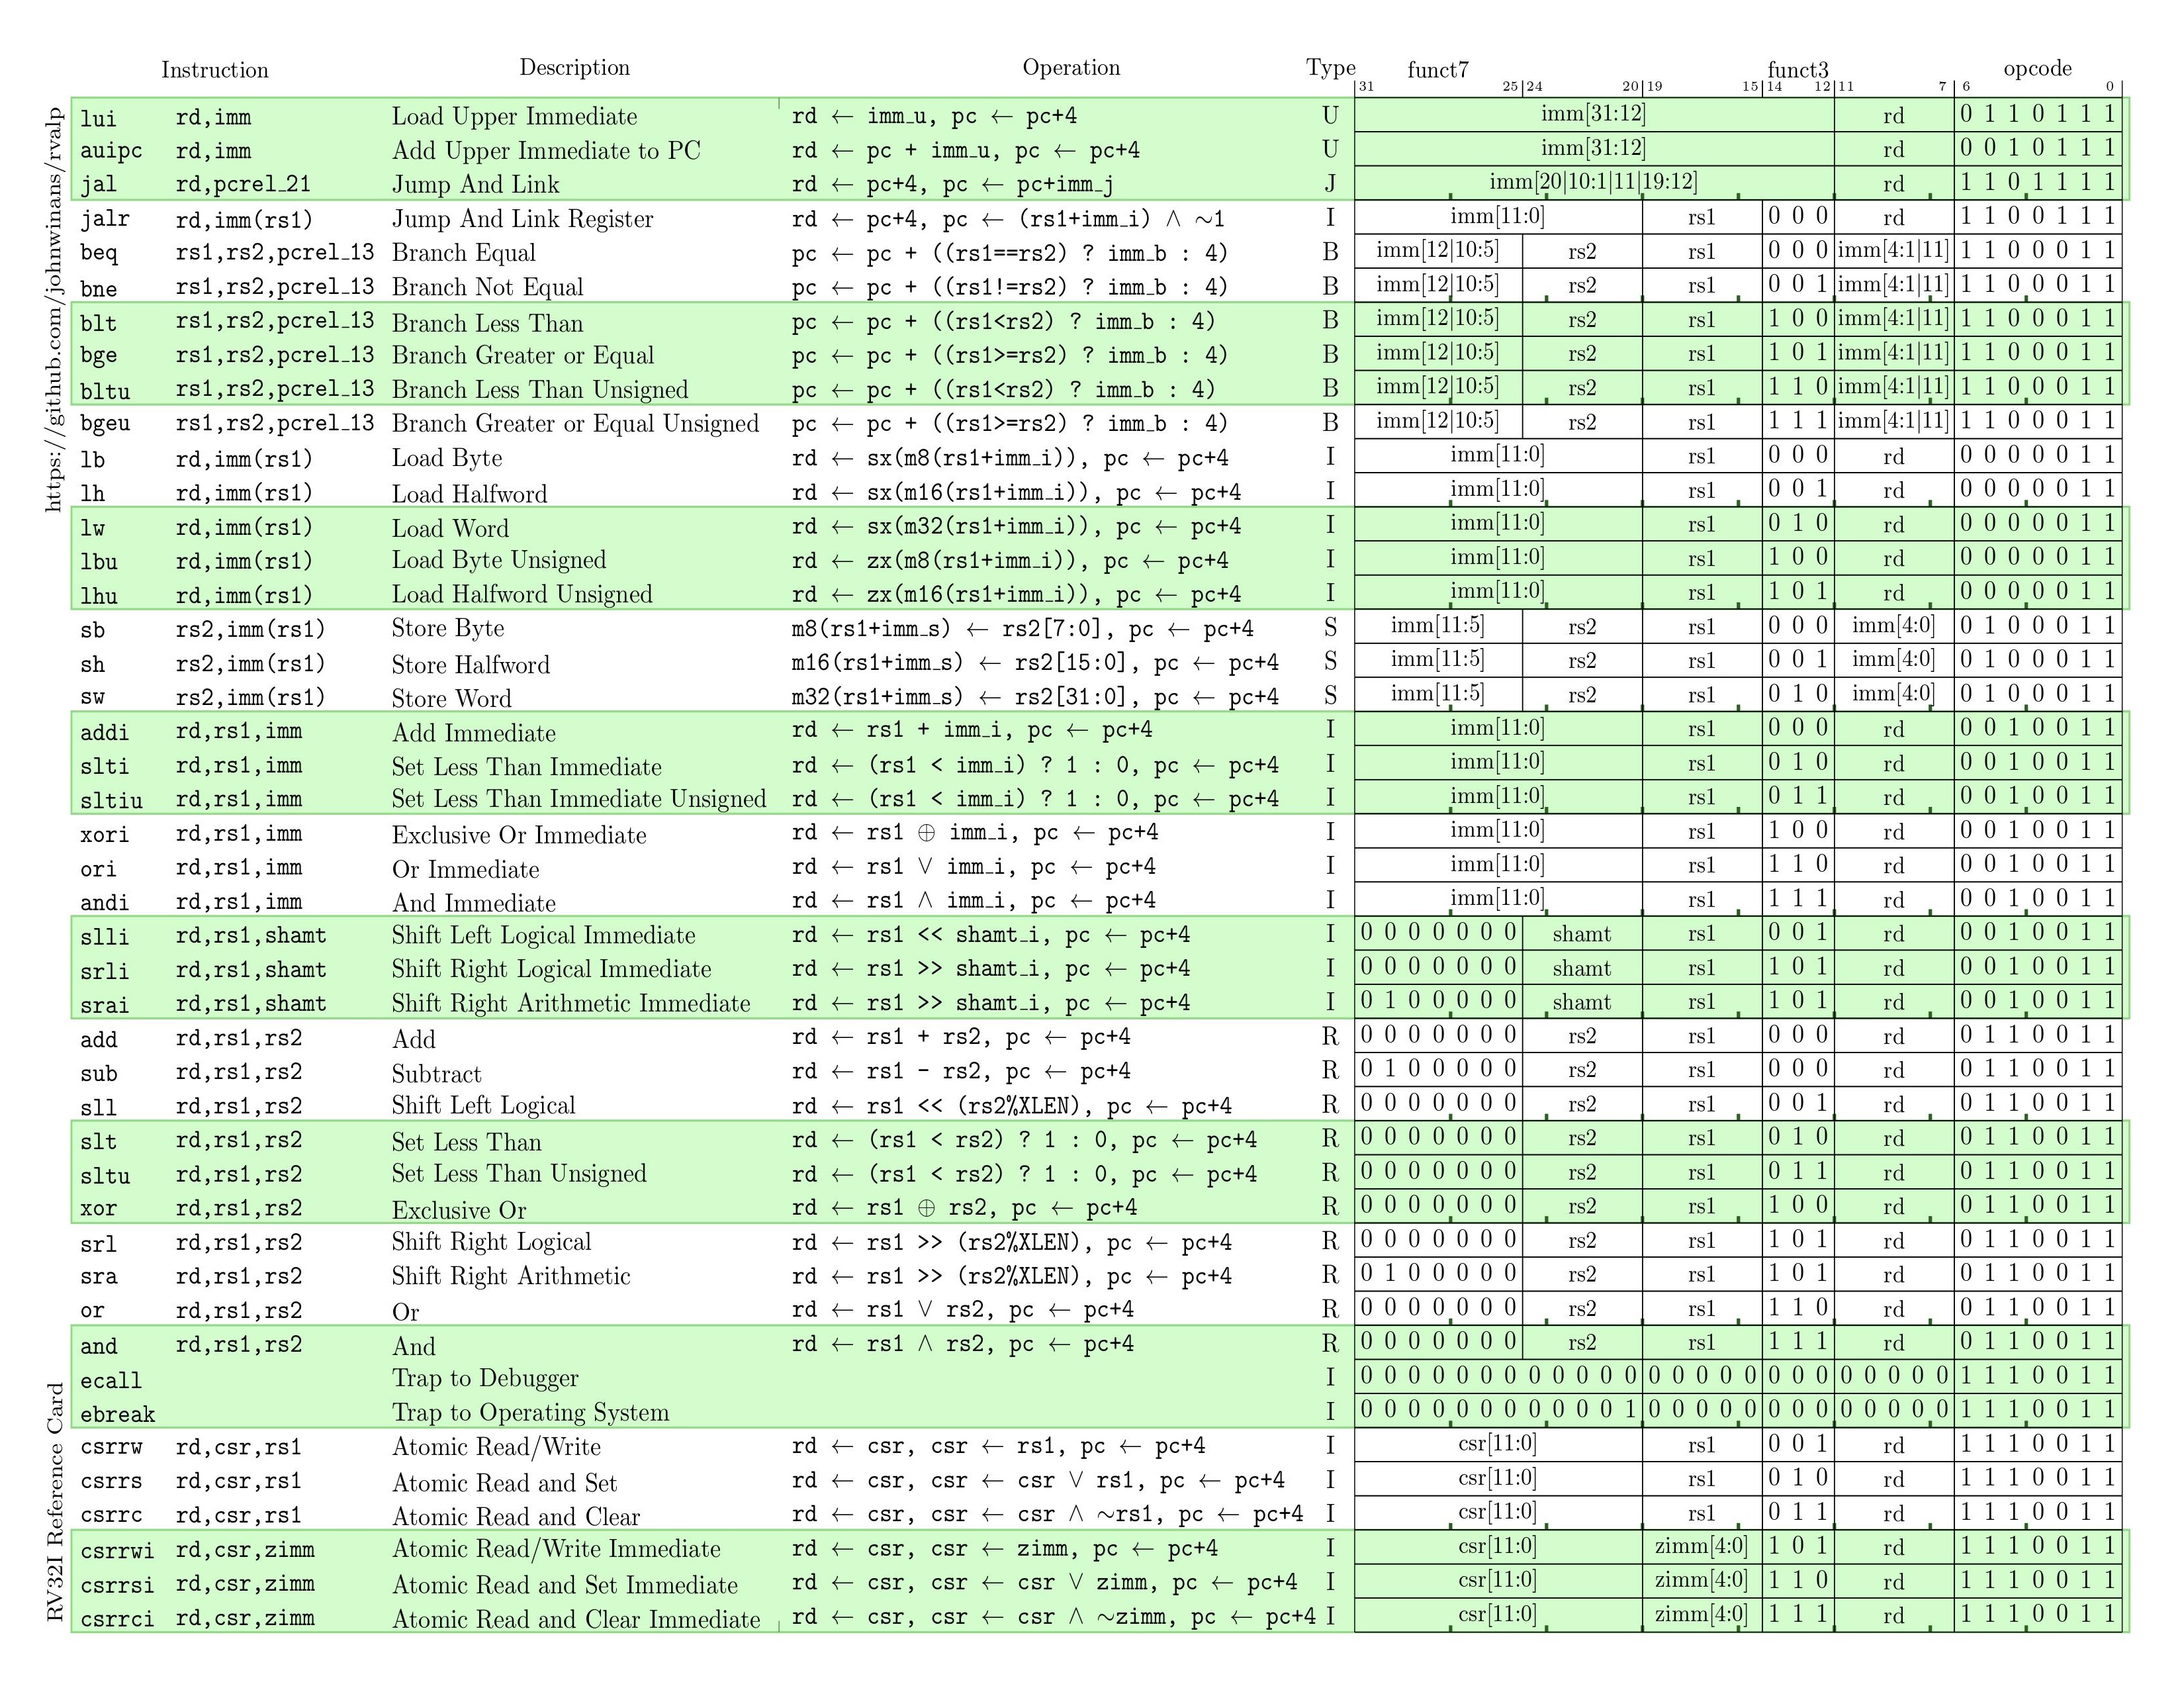 Instruction Description Operation Type funct7 funct3 opcode
31 25 24 20 19 15 14 12 11 7 6 0
lui rd,imm Load Upper Immediate rd ← imm_u, pc ← pc+4 U imm[31:12] rd 0 1 1 0 1 1 1
auipc rd,imm Add Upper Immediate to PC rd ← pc + imm_u, pc ← pc+4 U imm[31:12] rd 0 0 1 0 1 1 1
jal rd,pcrel_21 Jump And Link rd ← pc+4, pc ← pc+imm_j J imm[20|10:1|11|19:12] rd 1 1 0 1 1 1 1
jalr rd,imm(rs1) Jump And Link Register rd ← pc+4, pc ← (rs1+imm_i) ∧ ~1 I imm[11:0] rs1 0 0 0 rd 1 1 0 0 1 1 1
beq rs1,rs2,pcrel_13 Branch Equal pc ← pc + ((rs1==rs2) ? imm_b : 4) B imm[12|10:5] rs2 rs1 0 0 0 imm[4:1|11] 1 1 0 0 0 1 1
bne rs1,rs2,pcrel_13 Branch Not Equal pc ← pc + ((rs1!=rs2) ? imm_b : 4) B imm[12|10:5] rs2 rs1 0 0 1 imm[4:1|11] 1 1 0 0 0 1 1
blt rs1,rs2,pcrel_13 Branch Less Than pc ← pc + ((rs1<rs2) ? imm_b : 4) B imm[12|10:5] rs2 rs1 1 0 0 imm[4:1|11] 1 1 0 0 0 1 1
bge rs1,rs2,pcrel_13 Branch Greater or Equal pc ← pc + ((rs1>=rs2) ? imm_b : 4) B imm[12|10:5] rs2 rs1 1 0 1 imm[4:1|11] 1 1 0 0 0 1 1
bltu rs1,rs2,pcrel_13 Branch Less Than Unsigned pc ← pc + ((rs1<rs2) ? imm_b : 4) B imm[12|10:5] rs2 rs1 1 1 0 imm[4:1|11] 1 1 0 0 0 1 1
bgeu rs1,rs2,pcrel_13 Branch Greater or Equal Unsigned pc ← pc + ((rs1>=rs2) ? imm_b : 4) B imm[12|10:5] rs2 rs1 1 1 1 imm[4:1|11] 1 1 0 0 0 1 1
lb rd,imm(rs1) Load Byte rd ← sx(m8(rs1+imm_i)), pc ← pc+4 I imm[11:0] rs1 0 0 0 rd 0 0 0 0 0 1 1
lh rd,imm(rs1) Load Halfword rd ← sx(m16(rs1+imm_i)), pc ← pc+4 I imm[11:0] rs1 0 0 1 rd 0 0 0 0 0 1 1
lw rd,imm(rs1) Load Word rd ← sx(m32(rs1+imm_i)), pc ← pc+4 I imm[11:0] rs1 0 1 0 rd 0 0 0 0 0 1 1
lbu rd,imm(rs1) Load Byte Unsigned rd ← zx(m8(rs1+imm_i)), pc ← pc+4 I imm[11:0] rs1 1 0 0 rd 0 0 0 0 0 1 1
lhu rd,imm(rs1) Load Halfword Unsigned rd ← zx(m16(rs1+imm_i)), pc ← pc+4 I imm[11:0] rs1 1 0 1 rd 0 0 0 0 0 1 1
sb rs2,imm(rs1) Store Byte m8(rs1+imm_s) ← rs2[7:0], pc ← pc+4 S imm[11:5] rs2 rs1 0 0 0 imm[4:0] 0 1 0 0 0 1 1
sh rs2,imm(rs1) Store Halfword m16(rs1+imm_s) ← rs2[15:0], pc ← pc+4 S imm[11:5] rs2 rs1 0 0 1 imm[4:0] 0 1 0 0 0 1 1
sw rs2,imm(rs1) Store Word m32(rs1+imm_s) ← rs2[31:0], pc ← pc+4 S imm[11:5] rs2 rs1 0 1 0 imm[4:0] 0 1 0 0 0 1 1
addi rd,rs1,imm Add Immediate rd ← rs1 + imm_i, pc ← pc+4 I imm[11:0] rs1 0 0 0 rd 0 0 1 0 0 1 1
slti rd,rs1,imm Set Less Than Immediate rd ← (rs1 < imm_i) ? 1 : 0, pc ← pc+4 I imm[11:0] rs1 0 1 0 rd 0 0 1 0 0 1 1
sltiu rd,rs1,imm Set Less Than Immediate Unsigned rd ← (rs1 < imm_i) ? 1 : 0, pc ← pc+4 I imm[11:0] rs1 0 1 1 rd 0 0 1 0 0 1 1
xori rd,rs1,imm Exclusive Or Immediate rd ← rs1 ⊕ imm_i, pc ← pc+4 I imm[11:0] rs1 1 0 0 rd 0 0 1 0 0 1 1
ori rd,rs1,imm Or Immediate rd ← rs1 ∨ imm_i, pc ← pc+4 I imm[11:0] rs1 1 1 0 rd 0 0 1 0 0 1 1
andi rd,rs1,imm And Immediate rd ← rs1 ∧ imm_i, pc ← pc+4 I imm[11:0] rs1 1 1 1 rd 0 0 1 0 0 1 1
slli rd,rs1,shamt Shift Left Logical Immediate rd ← rs1 << shamt_i, pc ← pc+4 I 0 0 0 0 0 0 0 shamt rs1 0 0 1 rd 0 0 1 0 0 1 1
srli rd,rs1,shamt Shift Right Logical Immediate rd ← rs1 >> shamt_i, pc ← pc+4 I 0 0 0 0 0 0 0 shamt rs1 1 0 1 rd 0 0 1 0 0 1 1
srai rd,rs1,shamt Shift Right Arithmetic Immediate rd ← rs1 >> shamt_i, pc ← pc+4 I 0 1 0 0 0 0 0 shamt rs1 1 0 1 rd 0 0 1 0 0 1 1
add rd,rs1,rs2 Add rd ← rs1 + rs2, pc ← pc+4 R 0 0 0 0 0 0 0 rs2 rs1 0 0 0 rd 0 1 1 0 0 1 1
sub rd,rs1,rs2 Subtract rd ← rs1 - rs2, pc ← pc+4 R 0 1 0 0 0 0 0 rs2 rs1 0 0 0 rd 0 1 1 0 0 1 1
sll rd,rs1,rs2 Shift Left Logical rd ← rs1 << (rs2%XLEN), pc ← pc+4 R 0 0 0 0 0 0 0 rs2 rs1 0 0 1 rd 0 1 1 0 0 1 1
slt rd,rs1,rs2 Set Less Than rd ← (rs1 < rs2) ? 1 : 0, pc ← pc+4 R 0 0 0 0 0 0 0 rs2 rs1 0 1 0 rd 0 1 1 0 0 1 1
sltu rd,rs1,rs2 Set Less Than Unsigned rd ← (rs1 < rs2) ? 1 : 0, pc ← pc+4 R 0 0 0 0 0 0 0 rs2 rs1 0 1 1 rd 0 1 1 0 0 1 1
xor rd,rs1,rs2 Exclusive Or rd ← rs1 ⊕ rs2, pc ← pc+4 R 0 0 0 0 0 0 0 rs2 rs1 1 0 0 rd 0 1 1 0 0 1 1
srl rd,rs1,rs2 Shift Right Logical rd ← rs1 >> (rs2%XLEN), pc ← pc+4 R 0 0 0 0 0 0 0 rs2 rs1 1 0 1 rd 0 1 1 0 0 1 1
sra rd,rs1,rs2 Shift Right Arithmetic rd ← rs1 >> (rs2%XLEN), pc ← pc+4 R 0 1 0 0 0 0 0 rs2 rs1 1 0 1 rd 0 1 1 0 0 1 1
or rd,rs1,rs2 Or rd ← rs1 ∨ rs2, pc ← pc+4 R 0 0 0 0 0 0 0 rs2 rs1 1 1 0 rd 0 1 1 0 0 1 1
and rd,rs1,rs2 And rd ← rs1 ∧ rs2, pc ← pc+4 R 0 0 0 0 0 0 0 rs2 rs1 1 1 1 rd 0 1 1 0 0 1 1
ecall Trap to Debugger I 0 0 0 0 0 0 0 0 0 0 0 0 0 0 0 0 0 0 0 0 0 0 0 0 0 1 1 1 0 0 1 1
ebreak Trap to Operating System I 0 0 0 0 0 0 0 0 0 0 0 1 0 0 0 0 0 0 0 0 0 0 0 0 0 1 1 1 0 0 1 1
csrrw rd,csr,rs1 Atomic Read/Write rd ← csr, csr ← rs1, pc ← pc+4 I csr[11:0] rs1 0 0 1 rd 1 1 1 0 0 1 1
csrrs rd,csr,rs1 Atomic Read and Set rd ← csr, csr ← csr ∨ rs1, pc ← pc+4 I csr[11:0] rs1 0 1 0 rd 1 1 1 0 0 1 1
csrrc rd,csr,rs1 Atomic Read and Clear rd ← csr, csr ← csr ∧ ~rs1, pc ← pc+4 I csr[11:0] rs1 0 1 1 rd 1 1 1 0 0 1 1
csrrwi rd,csr,zimm Atomic Read/Write Immediate rd ← csr, csr ← zimm, pc ← pc+4 I csr[11:0] zimm[4:0] 1 0 1 rd 1 1 1 0 0 1 1
csrrsi rd,csr,zimm Atomic Read and Set Immediate rd ← csr, csr ← csr ∨ zimm, pc ← pc+4 I csr[11:0] zimm[4:0] 1 1 0 rd 1 1 1 0 0 1 1
csrrci rd,csr,zimm Atomic Read and Clear Immediate rd ← csr, csr ← csr ∧ ~zimm, pc ← pc+4 I csr[11:0] zimm[4:0] 1 1 1 rd 1 1 1 0 0 1 1
https://github.com/johnwinans/rvalp
RV32I Reference Card